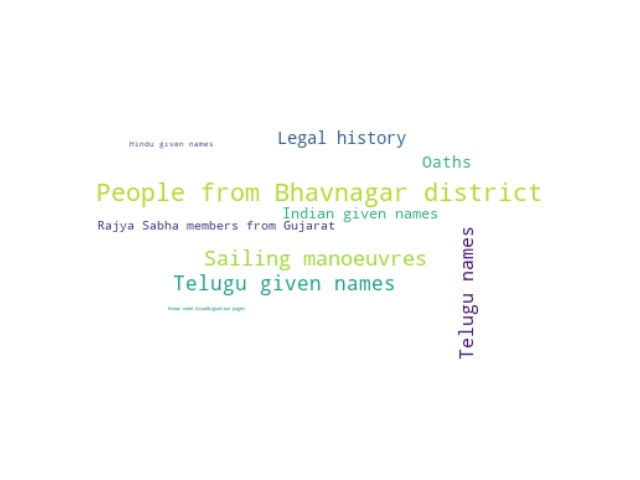 Legal history
Hindu given names
Oaths
People from Bhavnagar district
Indian given names
Rajya Sabha members from Gujarat
Sailing manoeuvres
Telugu given names
Telugu names
Human name disambiguation pages